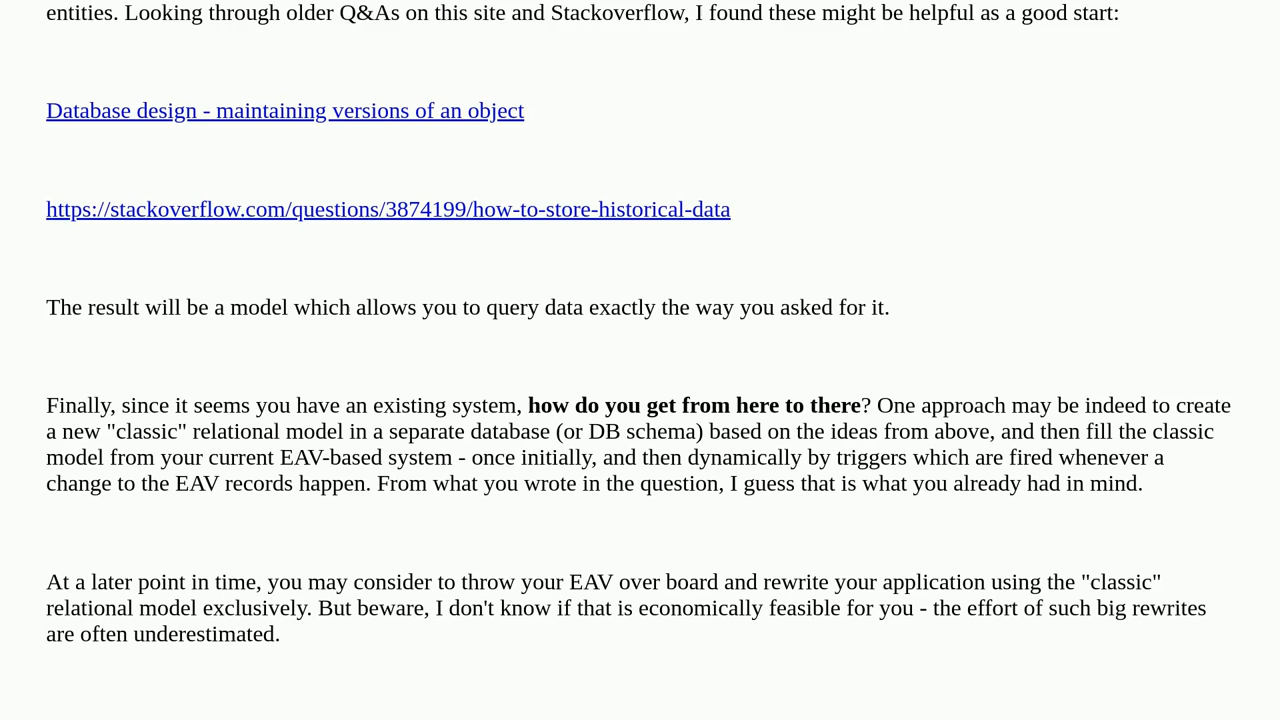 entities. Looking through older Q&As on this site and Stackoverflow, I found these might be helpful as a good start:
Database design - maintaining versions of an object
https://stackoverflow.com/questions/3874199/how-to-store-historical-data
The result will be a model which allows you to query data exactly the way you asked for it.
Finally, since it seems you have an existing system, how do you get from here to there? One approach may be indeed to create
a new "classic" relational model in a separate database (or DB schema) based on the ideas from above, and then fill the classic
model from your current EAV-based system - once initially, and then dynamically by triggers which are fired whenever a
change to the EAV records happen. From what you wrote in the question, I guess that is what you already had in mind.
At a later point in time, you may consider to throw your EAV over board and rewrite your application using the "classic"
relational model exclusively. But beware, I don't know if that is economically feasible for you - the effort of such big rewrites
are often underestimated.